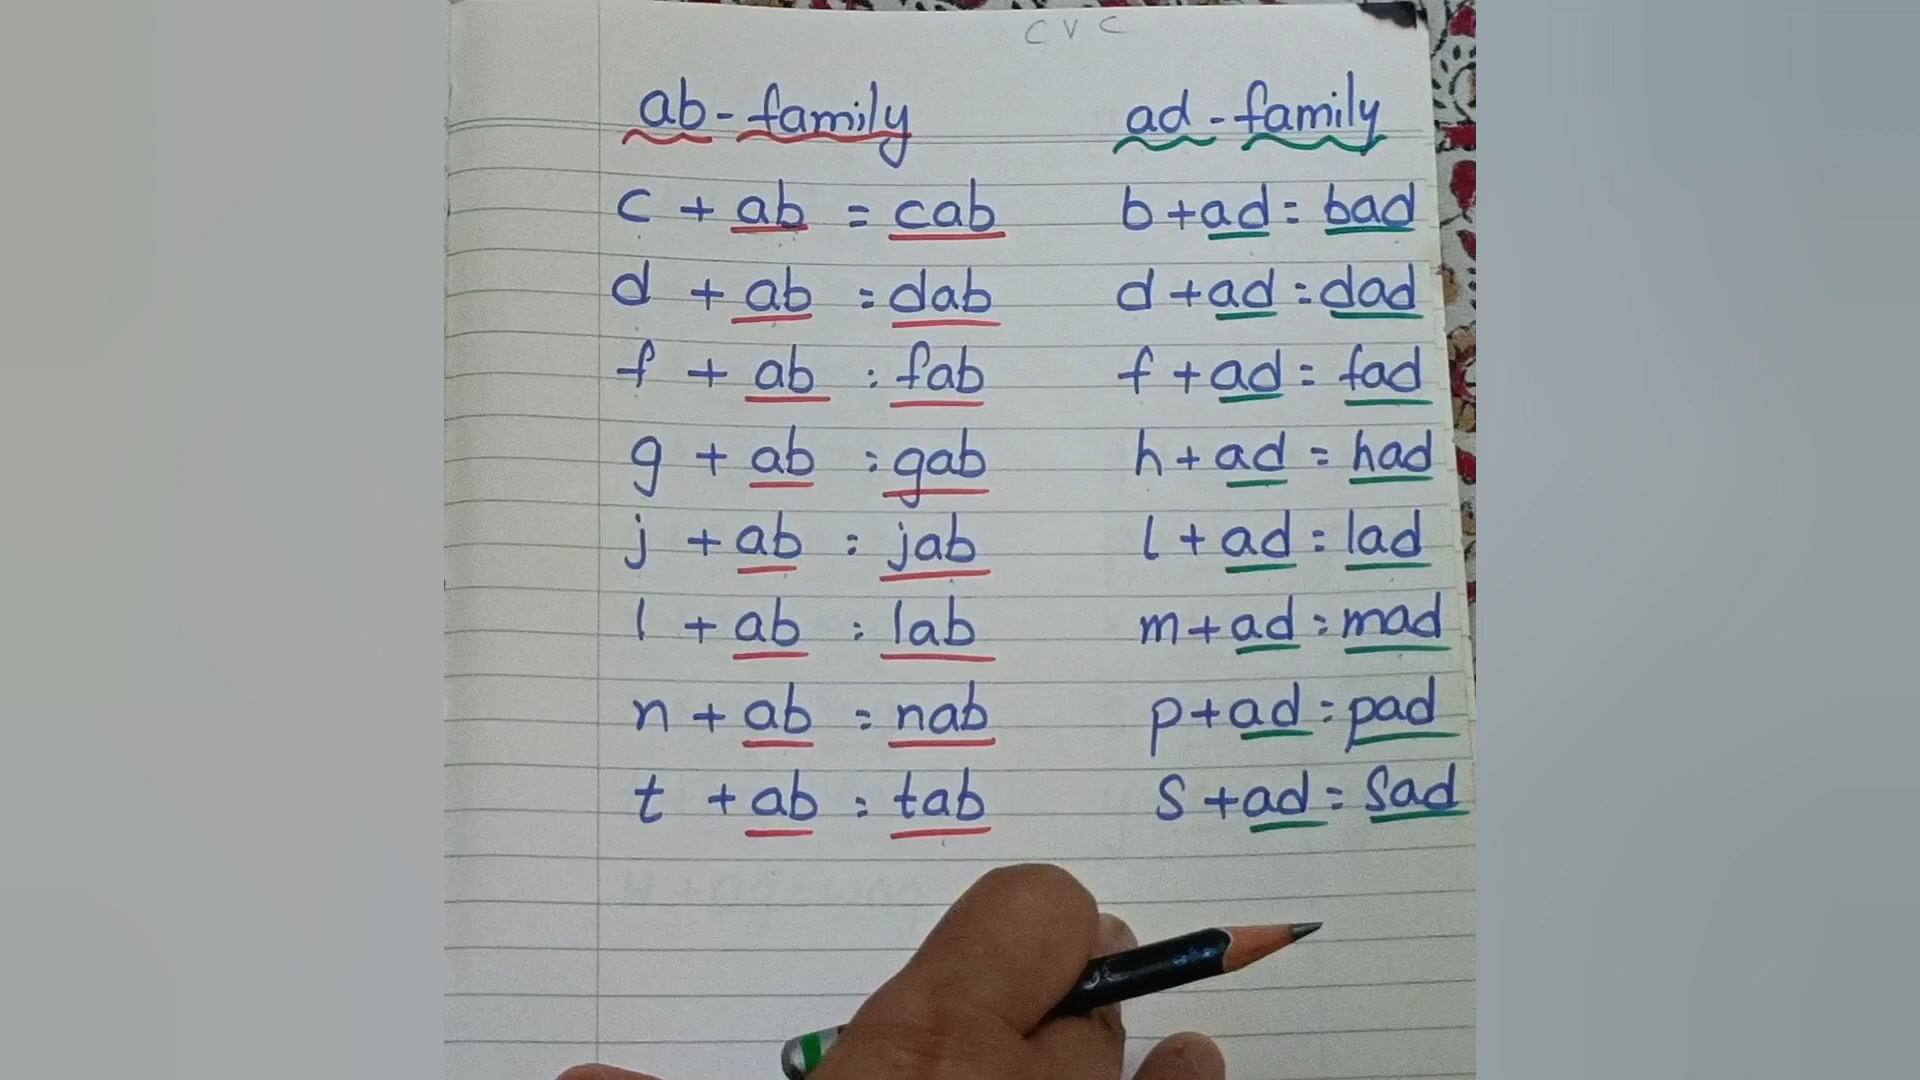 C V C
ab-family ad-family
c + ab = cab b + ad = bad
d + ab = dab d + ad = dad
f + ab = fab f + ad = fad
g + ab = gab h + ad = had
j + ab = jab l + ad = lad
l + ab = lab m + ad = mad
n + ab = nab p + ad = pad
t + ab = tab s + ad = sad